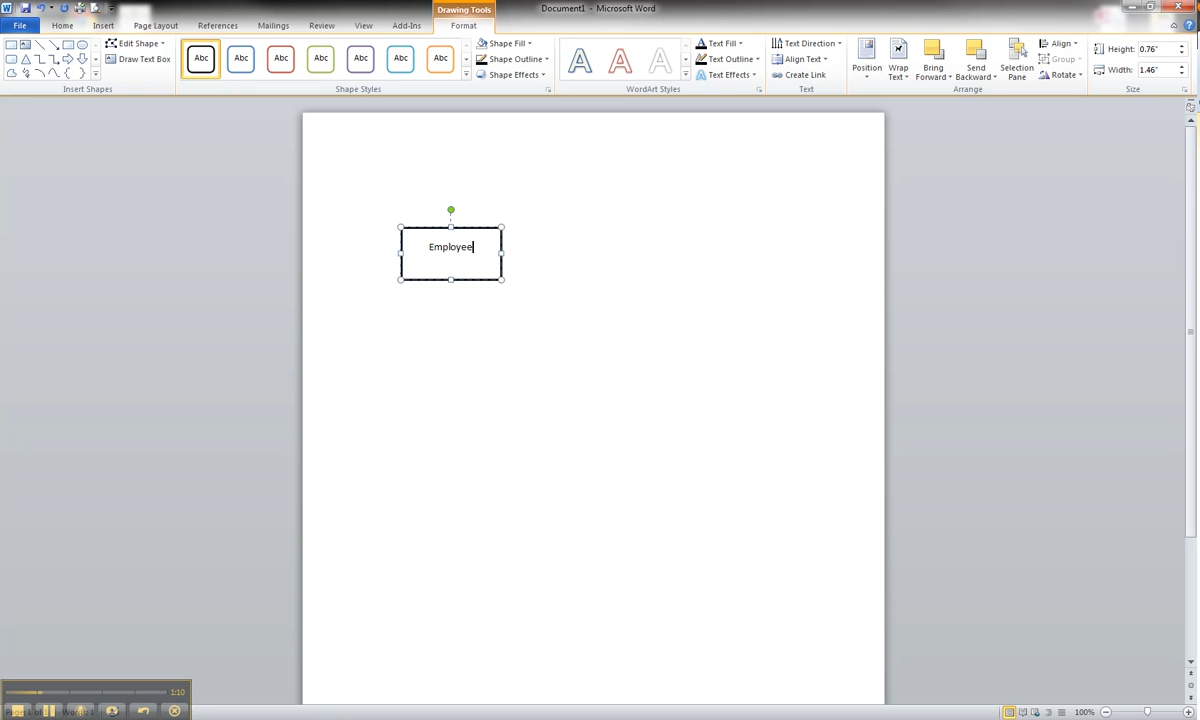 Drawing Tools
Document1 - Microsoft Word
File Home Insert Page Layout References Mailings Review View Add-Ins Format
Edit Shape
Draw Text Box
Insert Shapes
Abc Abc Abc Abc Abc Abc Abc
Shape Fill
Shape Outline
Shape Effects
Shape Styles
A A A
WordArt Styles
Text Fill
Text Outline
Text Effects
Text Direction
Align Text
Create Link
Text
Position
Wrap
Text
Bring
Forward
Send
Backward
Selection
Pane
Align
Group
Rotate
Arrange
Height: 0.76"
Width: 1.46"
Size
Employee
1:10
100%